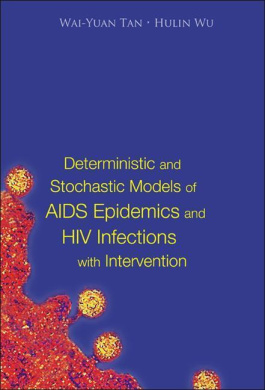 Wai-Yuan Tan · Hulin Wu
Deterministic and
Stochastic Models of
AIDS Epidemics and
HIV Infections
with Intervention